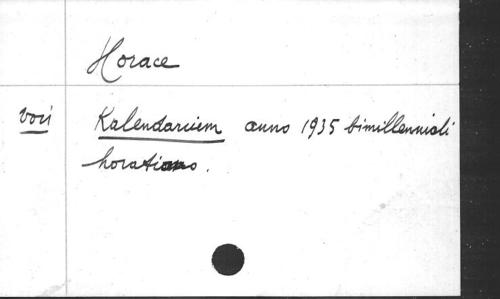 Horace
voir Kalendarium anno 1935 bimillenniali
horatiano.